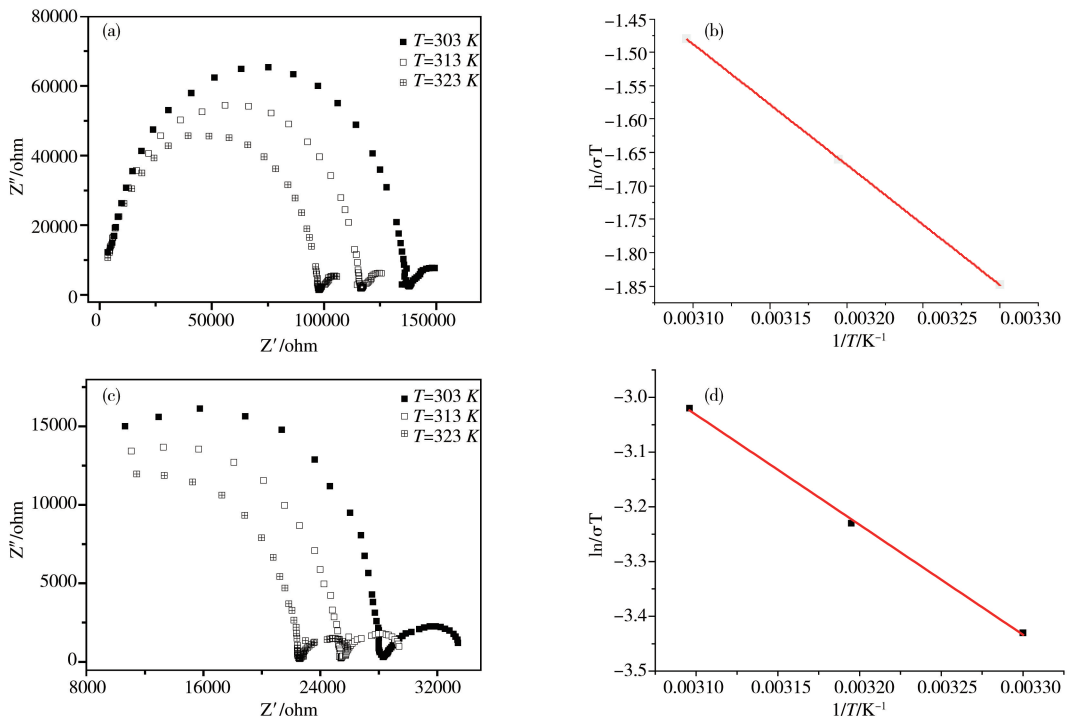 (a)
T=303 K
T=313 K
T=323 K
80000
60000
40000
20000
0
Z″/ohm
0 50000 100000 150000
Z′/ohm
(b)
−1.45
−1.50
−1.55
−1.60
−1.65
−1.70
−1.75
−1.80
−1.85
ln/σT
0.00310 0.00315 0.00320 0.00325 0.00330
1/T/K⁻¹
(c)
T=303 K
T=313 K
T=323 K
15000
10000
5000
0
Z″/ohm
8000 16000 24000 32000
Z′/ohm
(d)
−3.0
−3.1
−3.2
−3.3
−3.4
−3.5
ln/σT
0.00310 0.00315 0.00320 0.00325 0.00330
1/T/K⁻¹